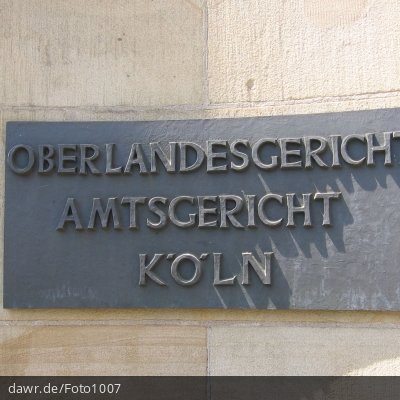 OBERLANDESGERICHT
AMTSGERICHT
KÖLN
dawr.de/Foto1007